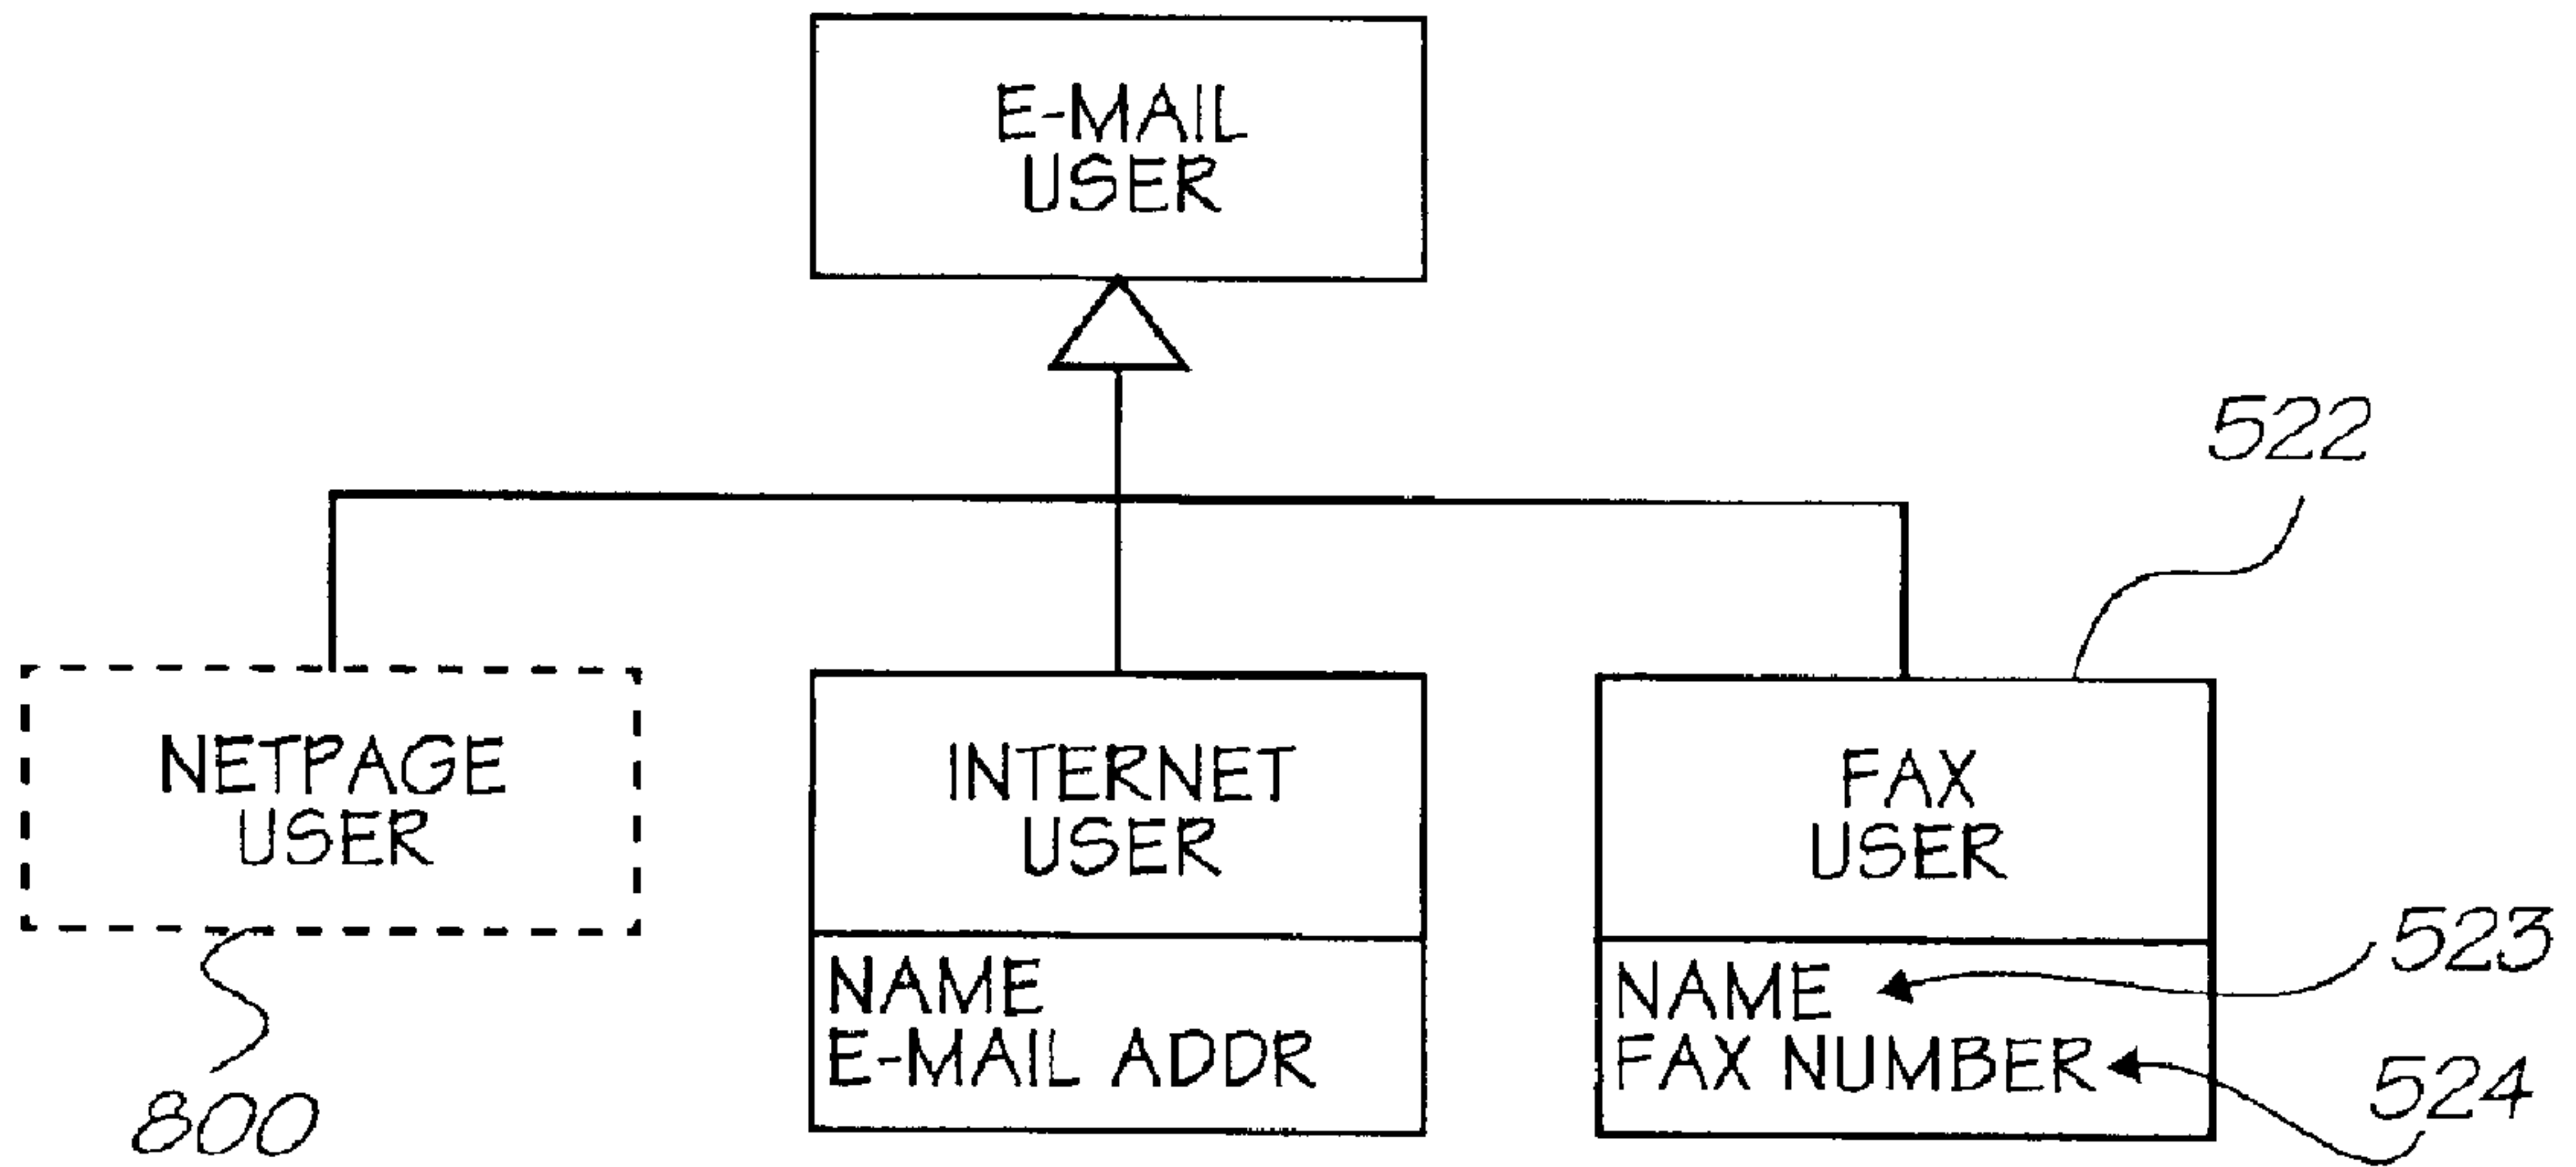 E-MAIL
USER
522
NETPAGE
USER
INTERNET
USER
FAX
USER
NAME
E-MAIL ADDR
NAME
FAX NUMBER
523
524
800